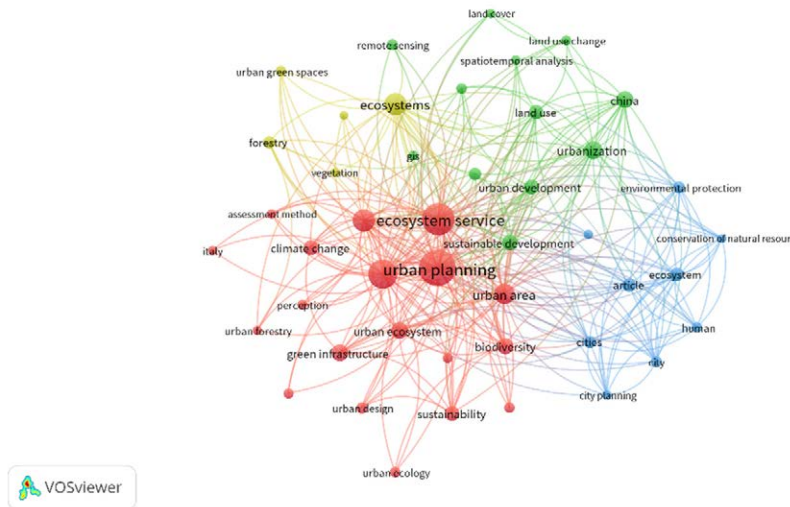 land cover
remote sensing
land use change
spatiotemporal analysis
urban green spaces
ecosystems
china
land use
forestry
gis
urbanization
vegetation
urban development
environmental protection
assessment method
ecosystem service
sustainable development
conservation of natural resour
italy
climate change
urban planning
ecosystem
article
urban area
perception
urban forestry
urban ecosystem
human
cities
biodiversity
green infrastructure
city
city planning
urban design
sustainability
urban ecology
VOSviewer